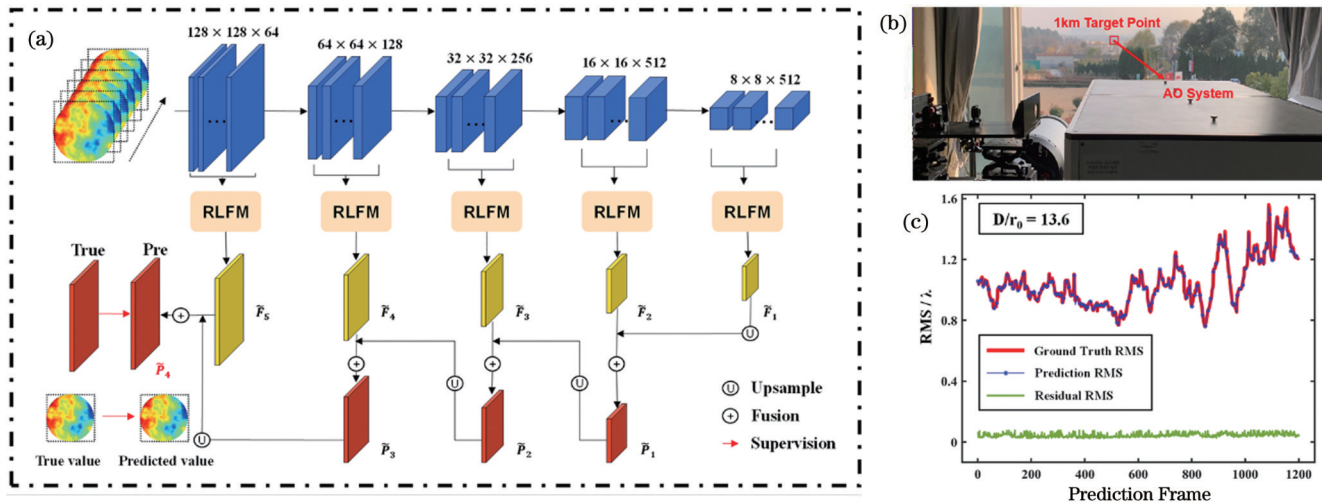 (a)
128 × 128 × 64
64 × 64 × 128
32 × 32 × 256
16 × 16 × 512
8 × 8 × 512
...
...
...
...
...
RLFM
RLFM
RLFM
RLFM
RLFM
True
Pre
F̃₅
F̃₄
F̃₃
F̃₂
F̃₁
+
U
P̃₄
+
+
+
U
U
U
P̃₃
P̃₂
P̃₁
U Upsample
+ Fusion
Supervision
True value
Predicted value
(b)
1km Target Point
AO System
(c)
D/r₀ = 13.6
RMS / λ
1.6
1.2
0.8
0.4
0
Ground Truth RMS
Prediction RMS
Residual RMS
0
200
400
600
800
1000
1200
Prediction Frame